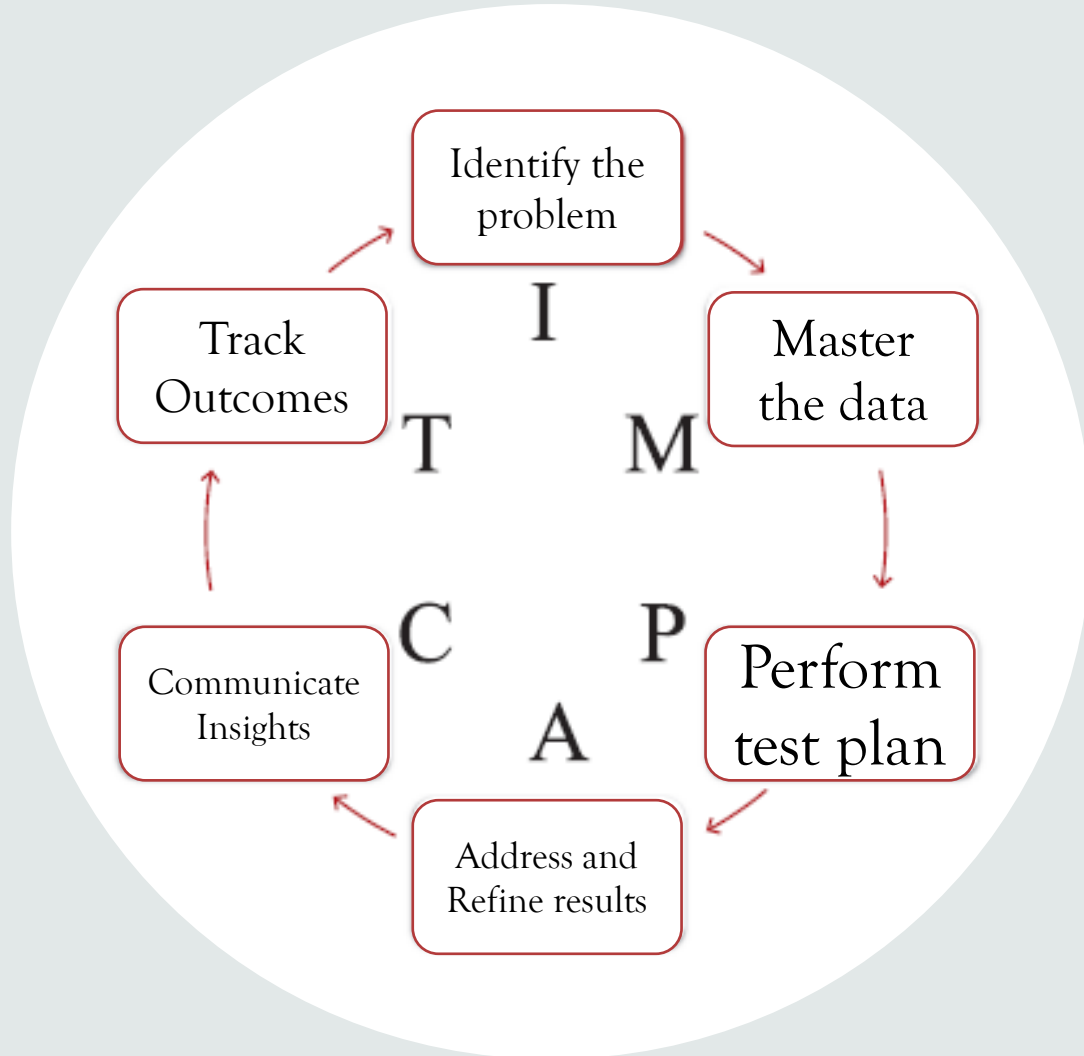 Identify the
problem
I
Master
the data
M
Perform
test plan
P
Address and
Refine results
A
Communicate
Insights
C
Track
Outcomes
T